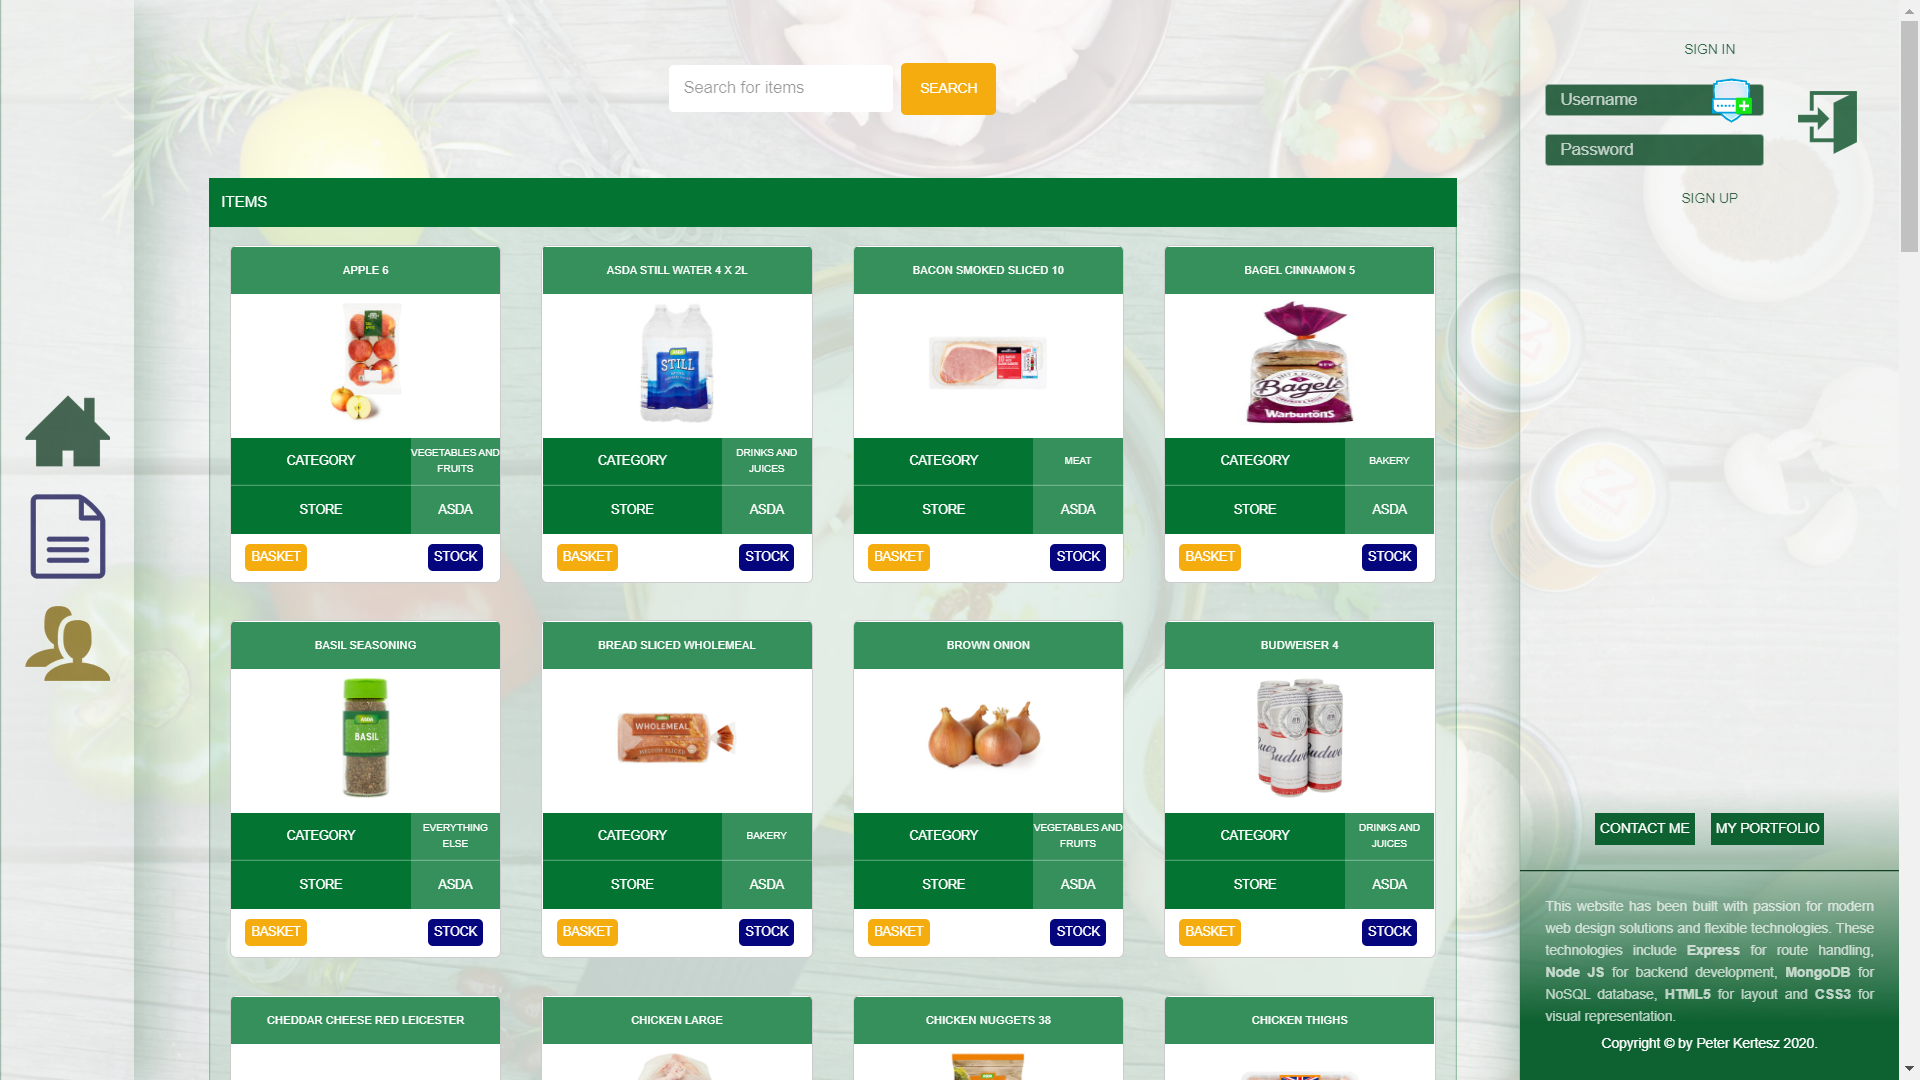 Search for items
SEARCH
SIGN IN
Username
Password
SIGN UP
ITEMS
APPLE 6
ASDA STILL WATER 4 X 2L
BACON SMOKED SLICED 10
BAGEL CINNAMON 5
ASDA
STILL
Bagels
Warburtons
CATEGORY
VEGETABLES AND
FRUITS
CATEGORY
DRINKS AND
JUICES
CATEGORY
MEAT
CATEGORY
BAKERY
STORE
ASDA
STORE
ASDA
STORE
ASDA
STORE
ASDA
BASKET
STOCK
BASKET
STOCK
BASKET
STOCK
BASKET
STOCK
BASIL SEASONING
BREAD SLICED WHOLEMEAL
BROWN ONION
BUDWEISER 4
ASDA
BASIL
WHOLEMEAL
MEDIUM SLICED
Budweiser
CATEGORY
EVERYTHING
ELSE
CATEGORY
BAKERY
CATEGORY
VEGETABLES AND
FRUITS
CATEGORY
DRINKS AND
JUICES
STORE
ASDA
STORE
ASDA
STORE
ASDA
STORE
ASDA
BASKET
STOCK
BASKET
STOCK
BASKET
STOCK
BASKET
STOCK
CHEDDAR CHEESE RED LEICESTER
CHICKEN LARGE
CHICKEN NUGGETS 38
CHICKEN THIGHS
CONTACT ME
MY PORTFOLIO
This website has been built with passion for modern
web design solutions and flexible technologies. These
technologies include Express for route handling,
Node JS for backend development, MongoDB for
NoSQL database, HTML5 for layout and CSS3 for
visual representation.
Copyright © by Peter Kertesz 2020.